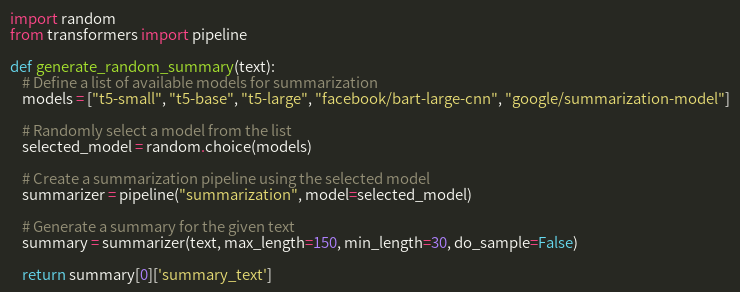 import random
from transformers import pipeline

def generate_random_summary(text):
    # Define a list of available models for summarization
    models = ["t5-small", "t5-base", "t5-large", "facebook/bart-large-cnn", "google/summarization-model"]

    # Randomly select a model from the list
    selected_model = random.choice(models)

    # Create a summarization pipeline using the selected model
    summarizer = pipeline("summarization", model=selected_model)

    # Generate a summary for the given text
    summary = summarizer(text, max_length=150, min_length=30, do_sample=False)

    return summary[0]['summary_text']